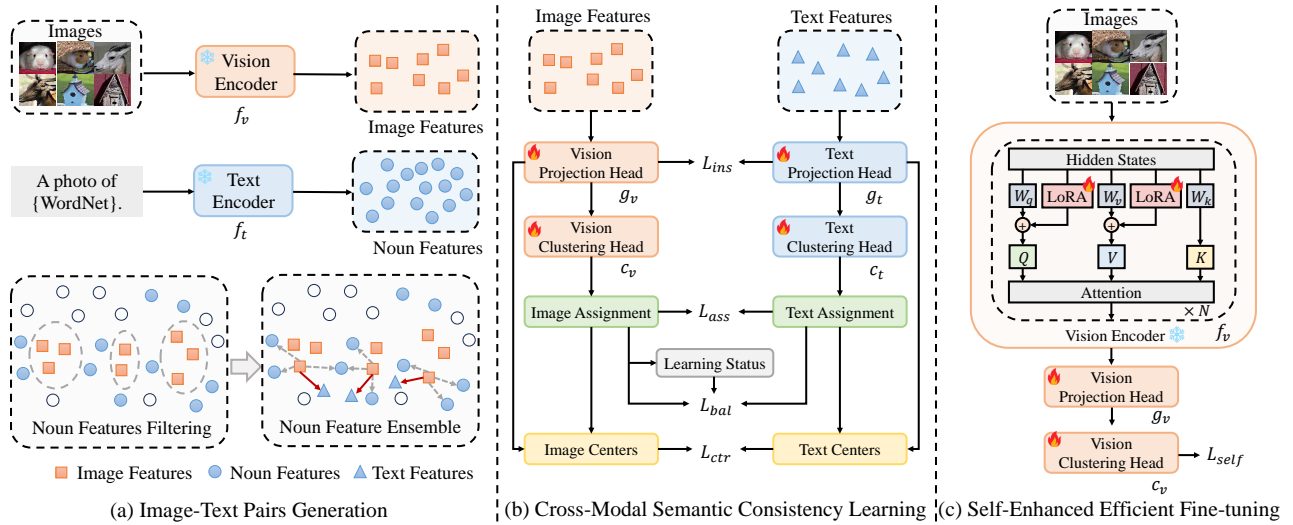 Images
Vision
Encoder
f_v
Image Features
A photo of
{WordNet}.
Text
Encoder
f_t
Noun Features
Noun Features Filtering
Noun Feature Ensemble
Image Features
Noun Features
Text Features
(a) Image-Text Pairs Generation
Image Features
Text Features
Vision
Projection Head
g_v
L_ins
Text
Projection Head
g_t
Vision
Clustering Head
c_v
Text
Clustering Head
c_t
Image Assignment
L_ass
Text Assignment
Learning Status
L_bal
Image Centers
L_ctr
Text Centers
(b) Cross-Modal Semantic Consistency Learning
Images
Hidden States
W_q
LoRA
W_v
LoRA
W_k
+
+
Q
V
K
Attention
× N
Vision Encoder
f_v
Vision
Projection Head
g_v
Vision
Clustering Head
c_v
L_self
(c) Self-Enhanced Efficient Fine-tuning